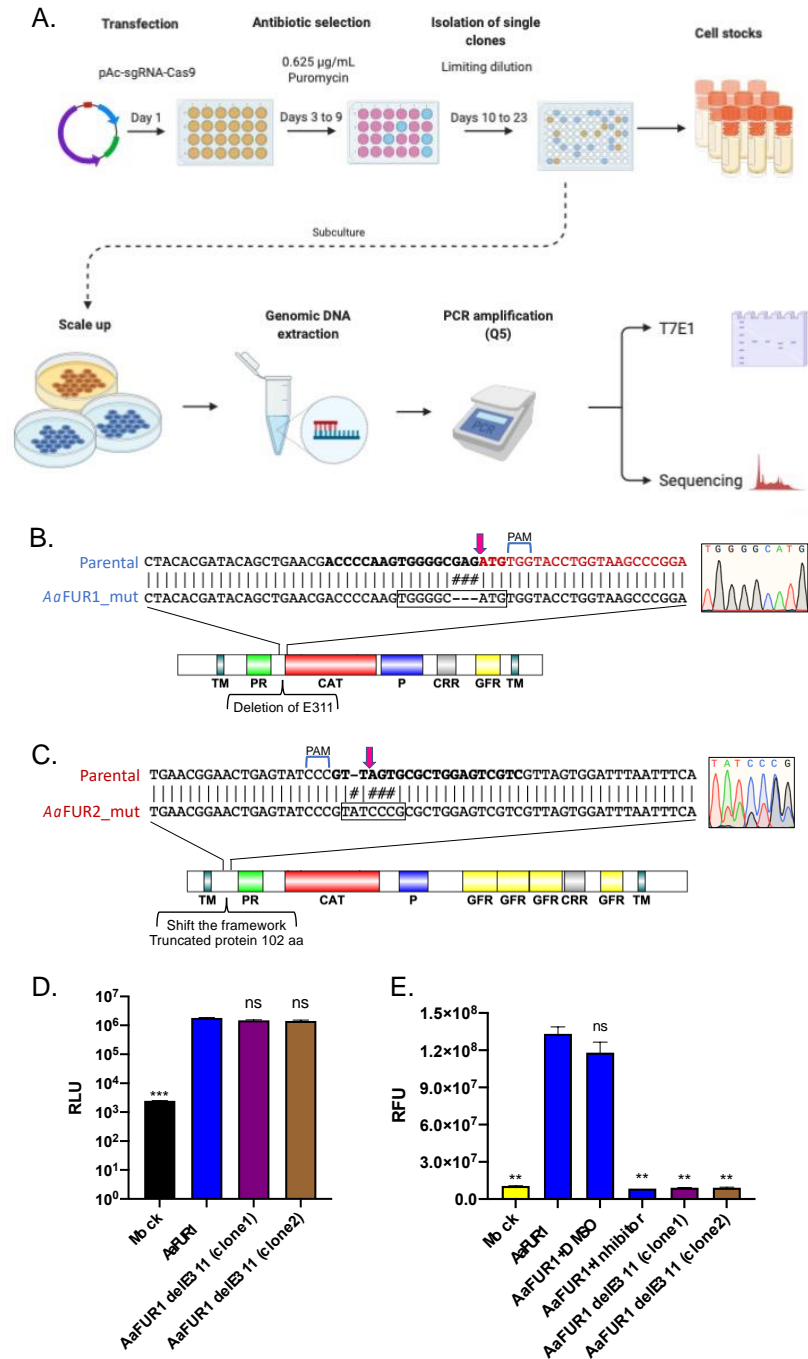 A.
Transfection
Antibiotic selection
Isolation of single
clones
Cell stocks
pAc-sgRNA-Cas9
0.625 µg/mL
Puromycin
Limiting dilution
Day 1
Days 3 to 9
Days 10 to 23
Subculture
Scale up
Genomic DNA
extraction
PCR amplification
(Q5)
T7E1
PCR
Sequencing
B.
PAM
Parental CTACACGATACAGCTGAACGACCCCAAGTGGGGCGAGATGTGGTACCTGGTAAGCCCGGA
###
AaFUR1_mut CTACACGATACAGCTGAACGACCCCAAGTGGGGC---ATGTGGTACCTGGTAAGCCCGGA
T G G G G C A T G
TM PR CAT P CRR GFR TM
Deletion of E311
C.
PAM
Parental TGAACGGAACTGAGTATCCCGT-TAGTGCGCTGGAGTCGTCGTTAGTGGATTTAATTTCA
# ###
AaFUR2_mut TGAACGGAACTGAGTATCCCGTATCCCGCGCTGGAGTCGTCGTTAGTGGATTTAATTTCA
T A T C C C G
TM PR CAT P GFR GFR GFR CRR GFR TM
Shift the framework
Truncated protein 102 aa
D.
RLU
10⁷
10⁶
10⁵
10⁴
10³
10²
10¹
10⁰
***
ns
ns
Mock
AaFUR1
AaFUR1 delE311 (clone1)
AaFUR1 delE311 (clone2)
E.
RFU
1.5×10⁸
1.2×10⁸
9.0×10⁷
6.0×10⁷
3.0×10⁷
0.0
**
ns
**
**
**
Mock
AaFUR1
AaFUR1+DMSO
AaFUR1+Inhibitor
AaFUR1 delE311 (clone1)
AaFUR1 delE311 (clone2)